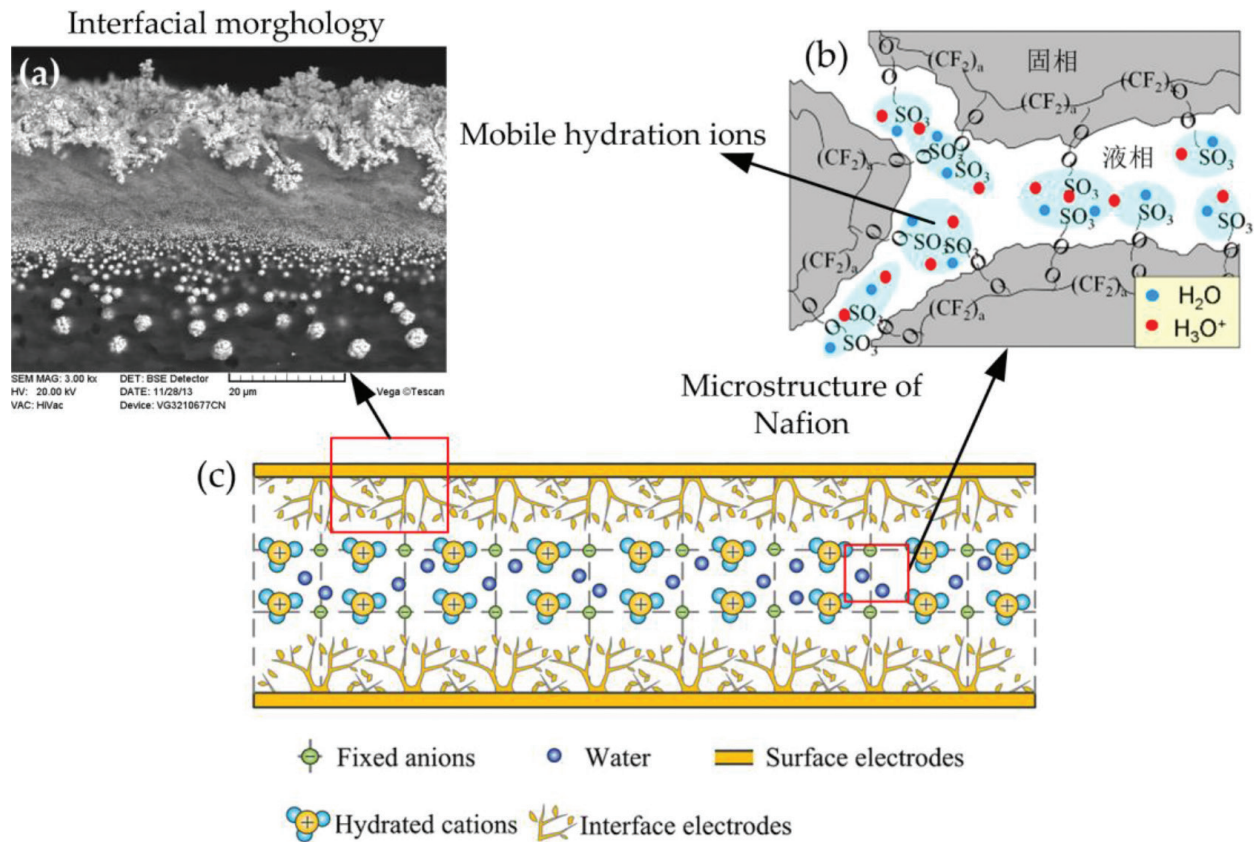 Interfacial morghology
(a)
SEM MAG: 3.00 kx DET: BSE Detector
HV: 20.00 kV DATE: 11/28/13 20 µm Vega ©Tescan
VAC: HiVac Device: VG3210677CN
(b)
(CF₂)ₐ 固相 (CF₂)ₐ
O (CF₂)ₐ O
SO₃ O O
Mobile hydration ions
SO₃ 液相 SO₃
(CF₂)ₐ O SO₃ O
SO₃ SO₃ SO₃
O SO₃ O O
(CF₂)ₐ (CF₂)ₐ
O SO₃ O (CF₂)ₐ
SO₃ O
H₂O
H₃O⁺
Microstructure of
Nafion
(c)
Fixed anions Water Surface electrodes
Hydrated cations Interface electrodes